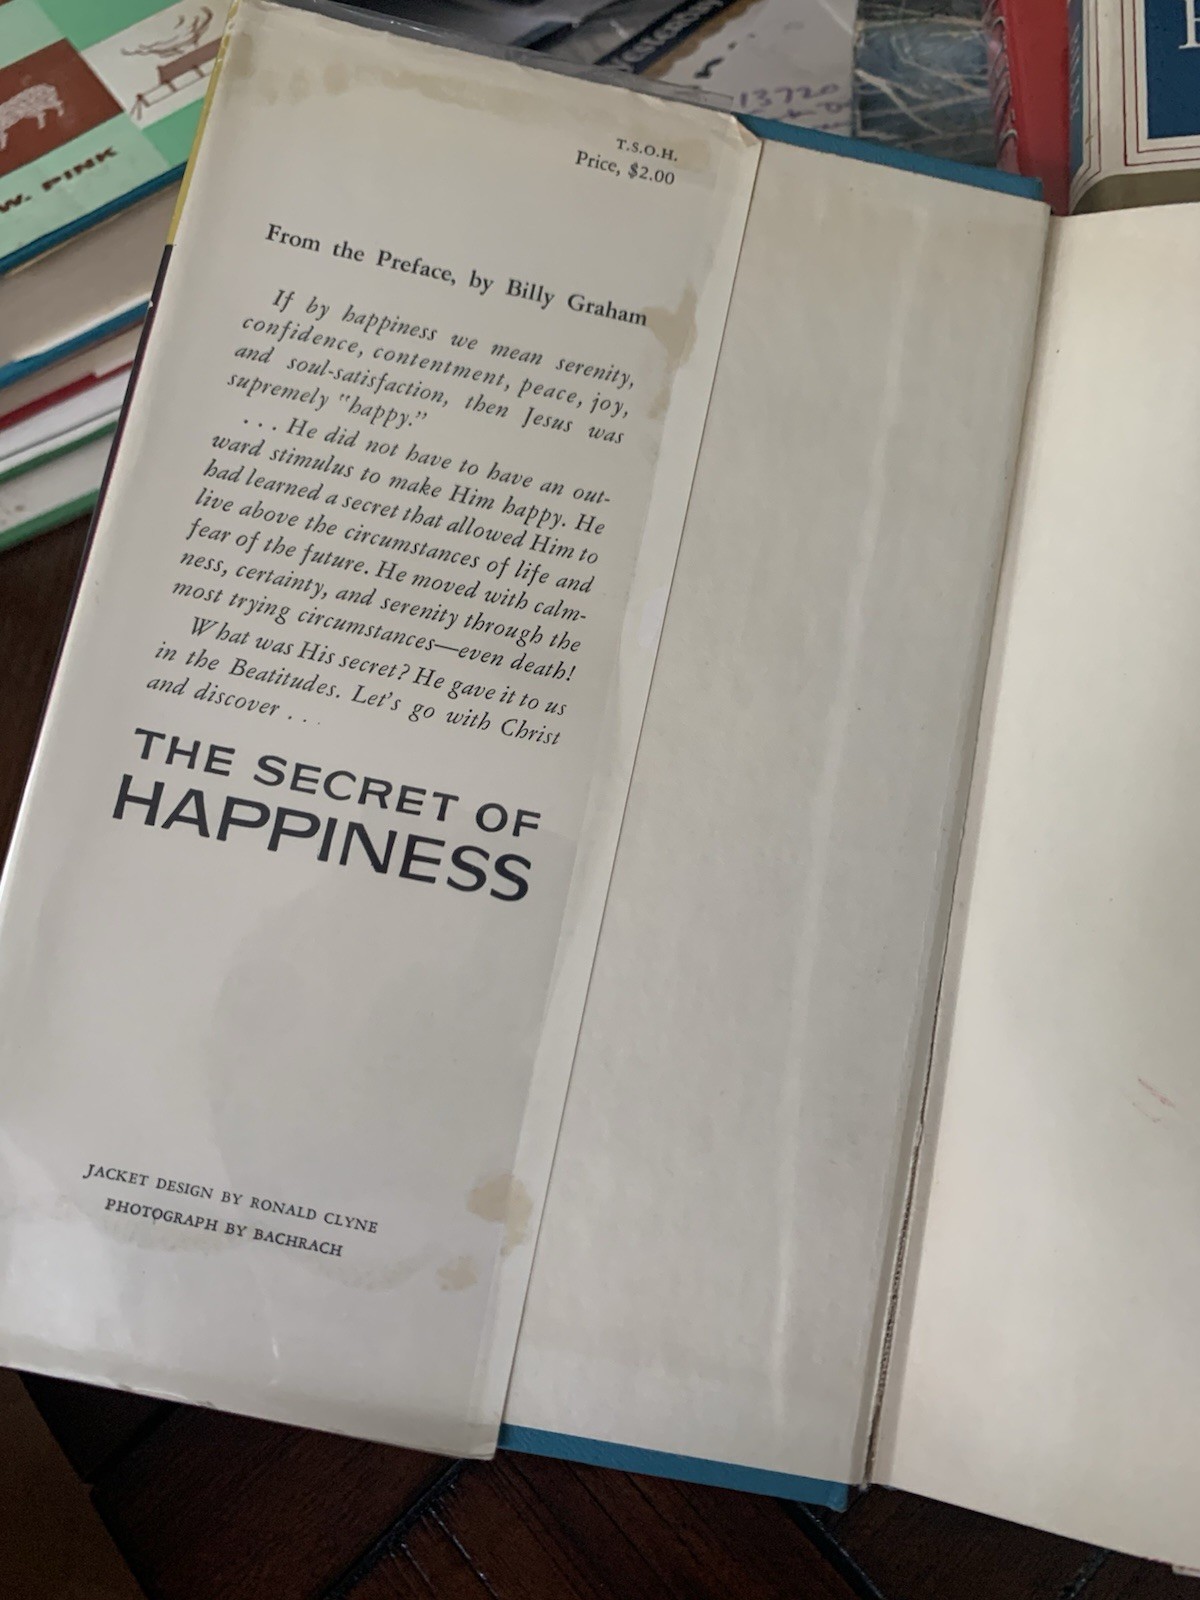 W. PINK
13720
T.S.O.H.
Price, $2.00
From the Preface, by Billy Graham
If by happiness we mean serenity,
confidence, contentment, peace, joy,
and soul-satisfaction, then Jesus was
supremely "happy."
. . . He did not have to have an out-
ward stimulus to make Him happy. He
had learned a secret that allowed Him to
live above the circumstances of life and
fear of the future. He moved with calm-
ness, certainty, and serenity through the
most trying circumstances—even death!
What was His secret? He gave it to us
in the Beatitudes. Let's go with Christ
and discover . . .
THE SECRET OF
HAPPINESS
JACKET DESIGN BY RONALD CLYNE
PHOTOGRAPH BY BACHRACH